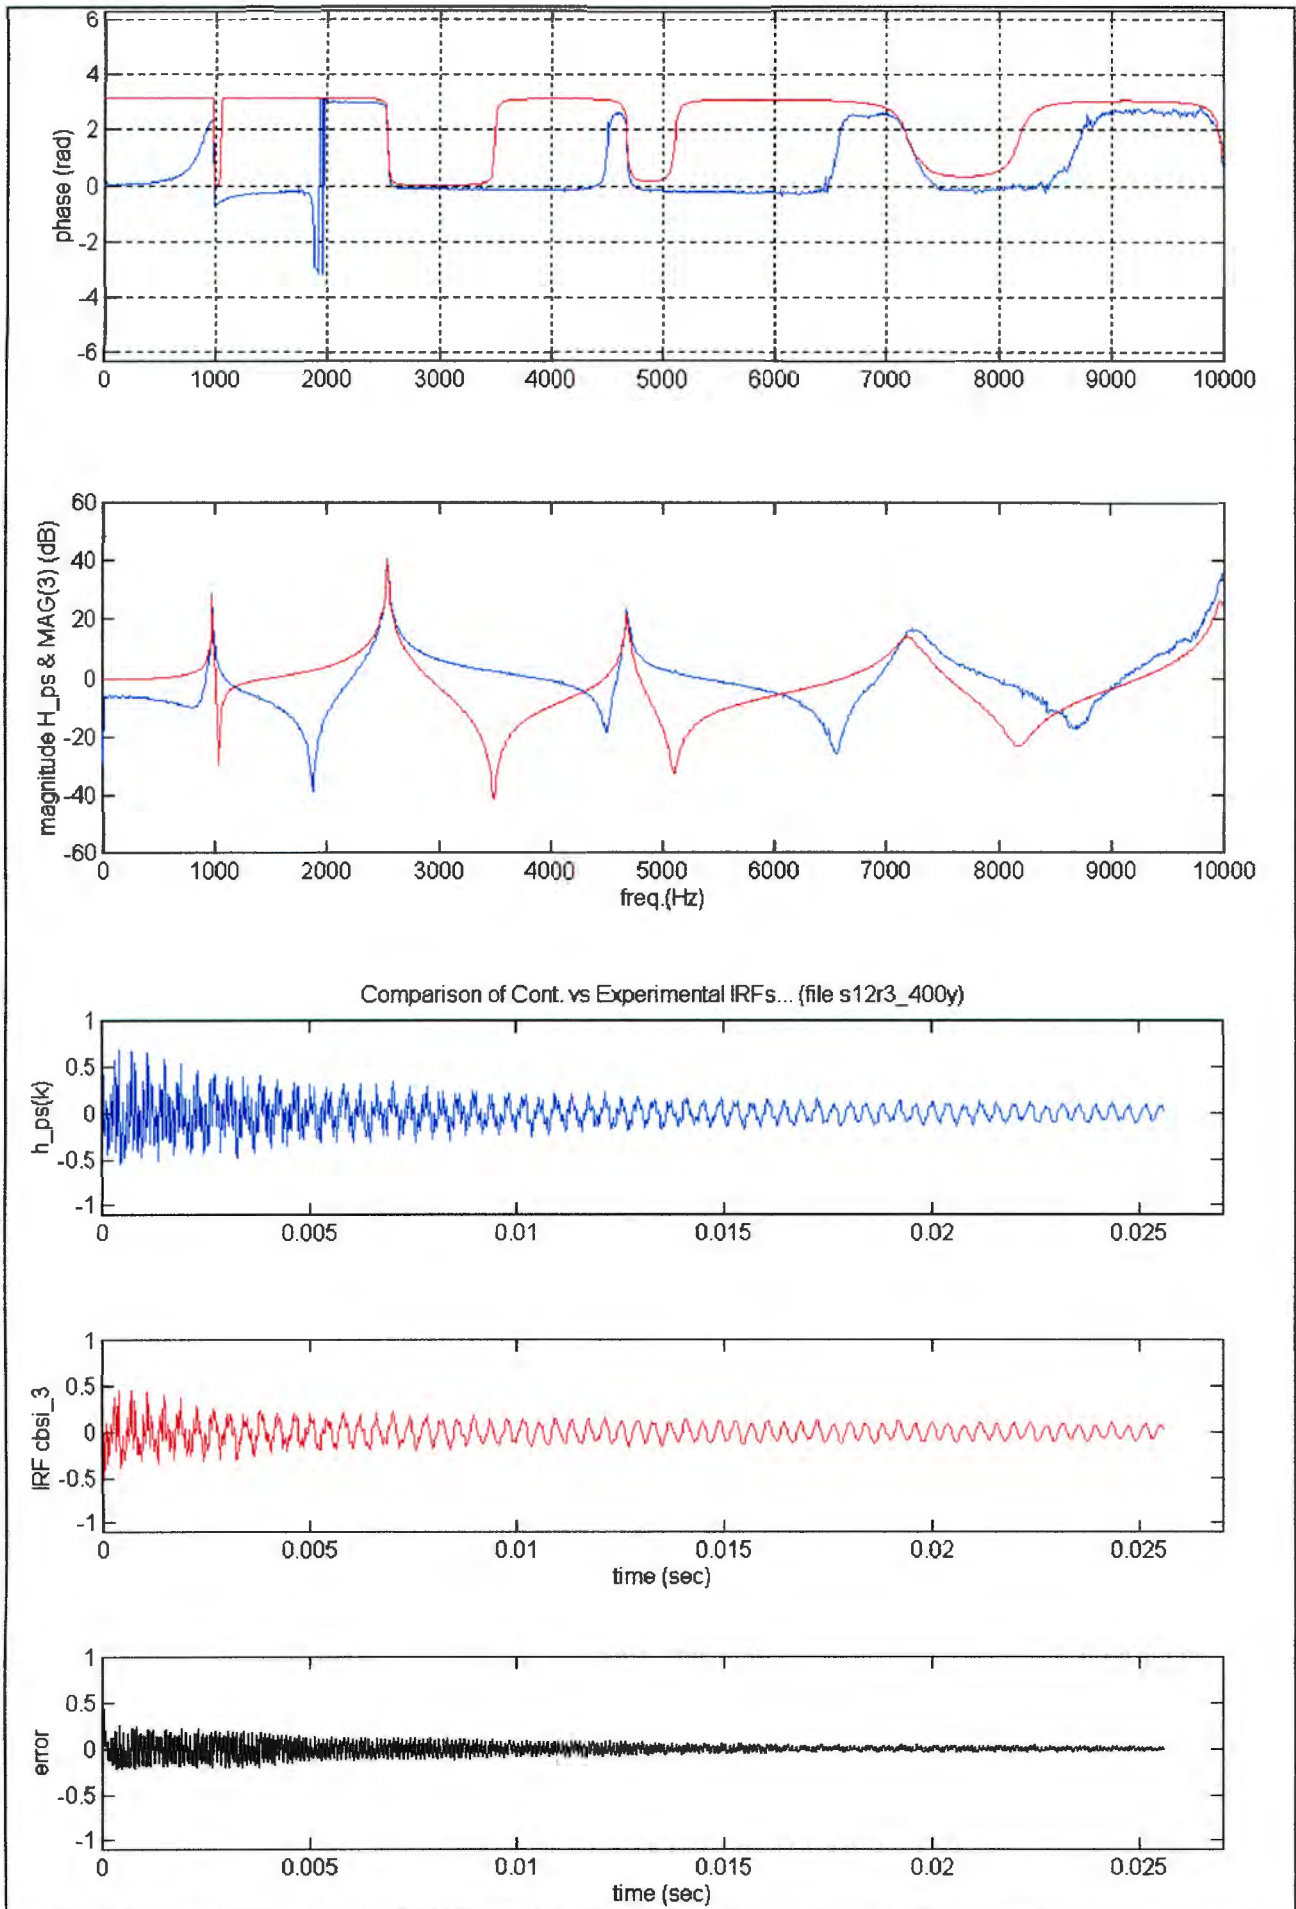 phase (rad)
6
4
2
0
-2
-4
-6
0 1000 2000 3000 4000 5000 6000 7000 8000 9000 10000
magnitude H_ps & MAG(3) (dB)
60
40
20
0
-20
-40
-60
0 1000 2000 3000 4000 5000 6000 7000 8000 9000 10000
freq.(Hz)
Comparison of Cont. vs Experimental IRFs... (file s12r3_400y)
h_ps(k)
1
0.5
0
-0.5
-1
0 0.005 0.01 0.015 0.02 0.025
IRF cbsi_3
1
0.5
0
-0.5
-1
0 0.005 0.01 0.015 0.02 0.025
time (sec)
error
1
0.5
0
-0.5
-1
0 0.005 0.01 0.015 0.02 0.025
time (sec)